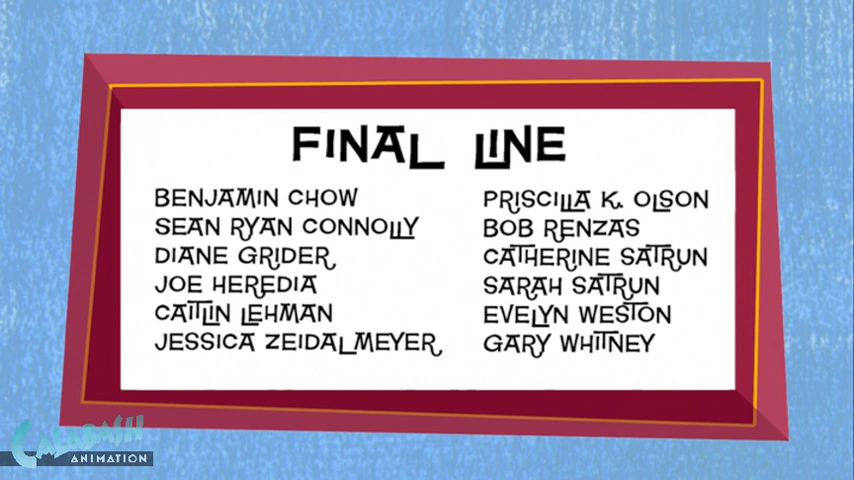 FINAL LINE
BENJAMIN CHOW
SEAN RYAN CONNOLLY
DIANE GRIDER
JOE HEREDIA
CAITLIN LEHMAN
JESSICA ZEIDALMEYER
PRISCILLA K. OLSON
BOB RENZAS
CATHERINE SATRUN
SARAH SATRUN
EVELYN WESTON
GARY WHITNEY
CALABASH
ANIMATION